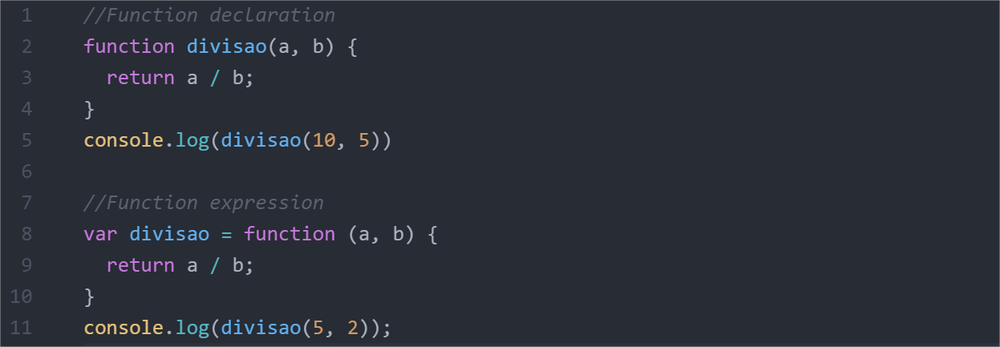 1 //Function declaration
2 function divisao(a, b) {
3   return a / b;
4 }
5 console.log(divisao(10, 5))
6
7 //Function expression
8 var divisao = function (a, b) {
9   return a / b;
10 }
11 console.log(divisao(5, 2));